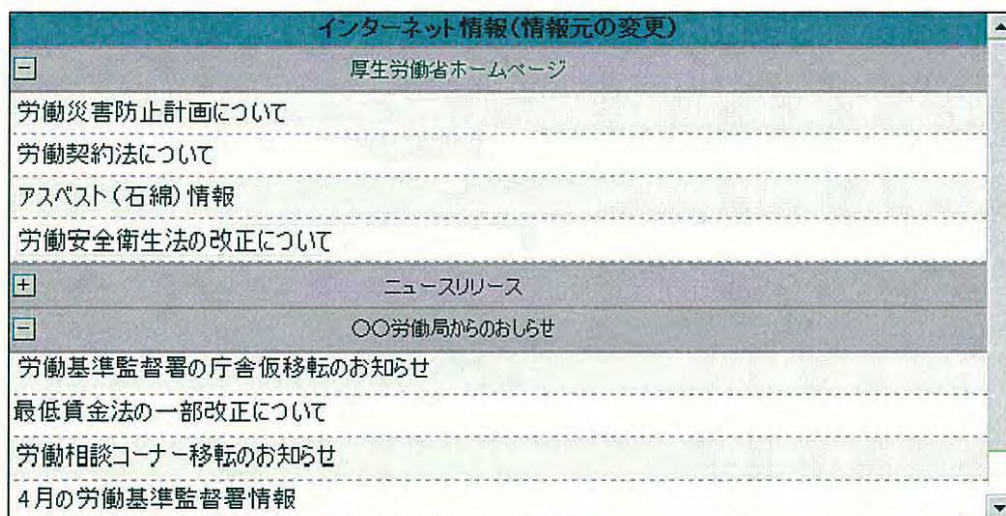 インターネット情報(情報元の変更)
厚生労働省ホームページ
労働災害防止計画について
労働契約法について
アスベスト(石綿)情報
労働安全衛生法の改正について
ニュースリリース
〇〇労働局からのおしらせ
労働基準監督署の庁舎仮移転のお知らせ
最低賃金法の一部改正について
労働相談コーナー移転のお知らせ
4月の労働基準監督署情報